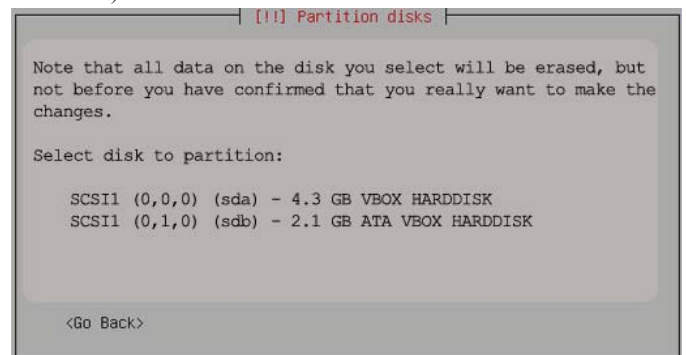 [!!] Partition disks
Note that all data on the disk you select will be erased, but
not before you have confirmed that you really want to make the
changes.
Select disk to partition:
SCSI1 (0,0,0) (sda) - 4.3 GB VBOX HARDDISK
SCSI1 (0,1,0) (sdb) - 2.1 GB ATA VBOX HARDDISK
<Go Back>